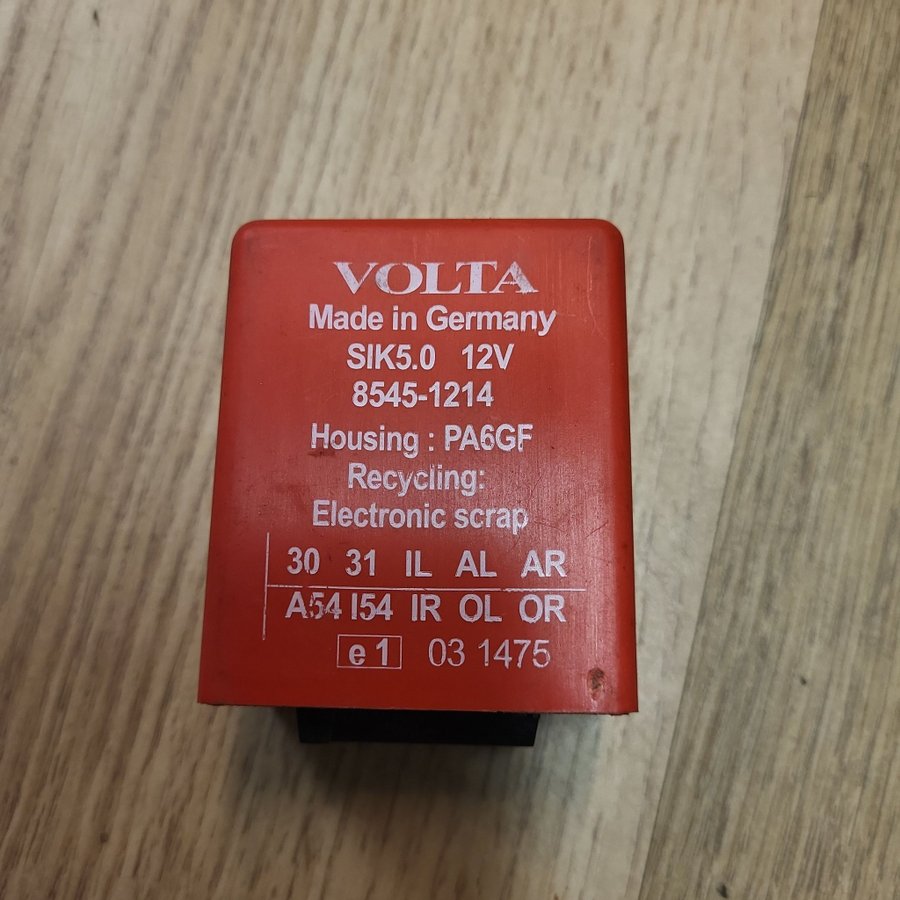 VOLTA
Made in Germany
SIK5.0 12V
8545-1214
Housing : PA6GF
Recycling:
Electronic scrap
30 31 IL AL AR
A54 I54 IR OL OR
e1 03 1475